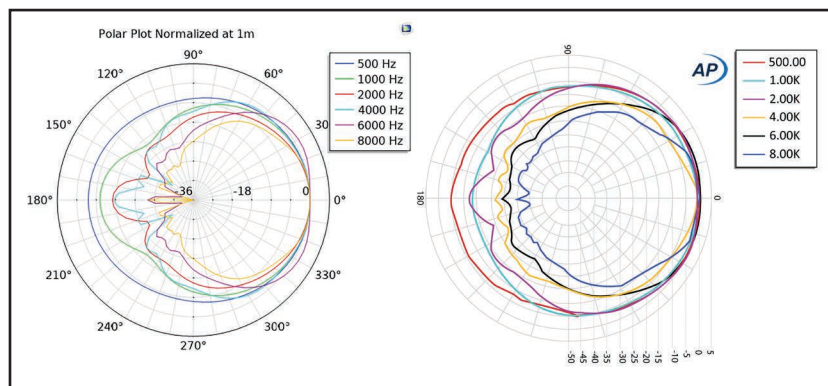 Polar Plot Normalized at 1m
90°
120°
60°
150°
30
180°
-36
-18
0
0°
210°
330°
240°
300°
270°
500 Hz
1000 Hz
2000 Hz
4000 Hz
6000 Hz
8000 Hz
90
180
0
-50
-45
-40
-35
-30
-25
-20
-15
-10
-5
0
5
AP
500.00
1.00K
2.00K
4.00K
6.00K
8.00K